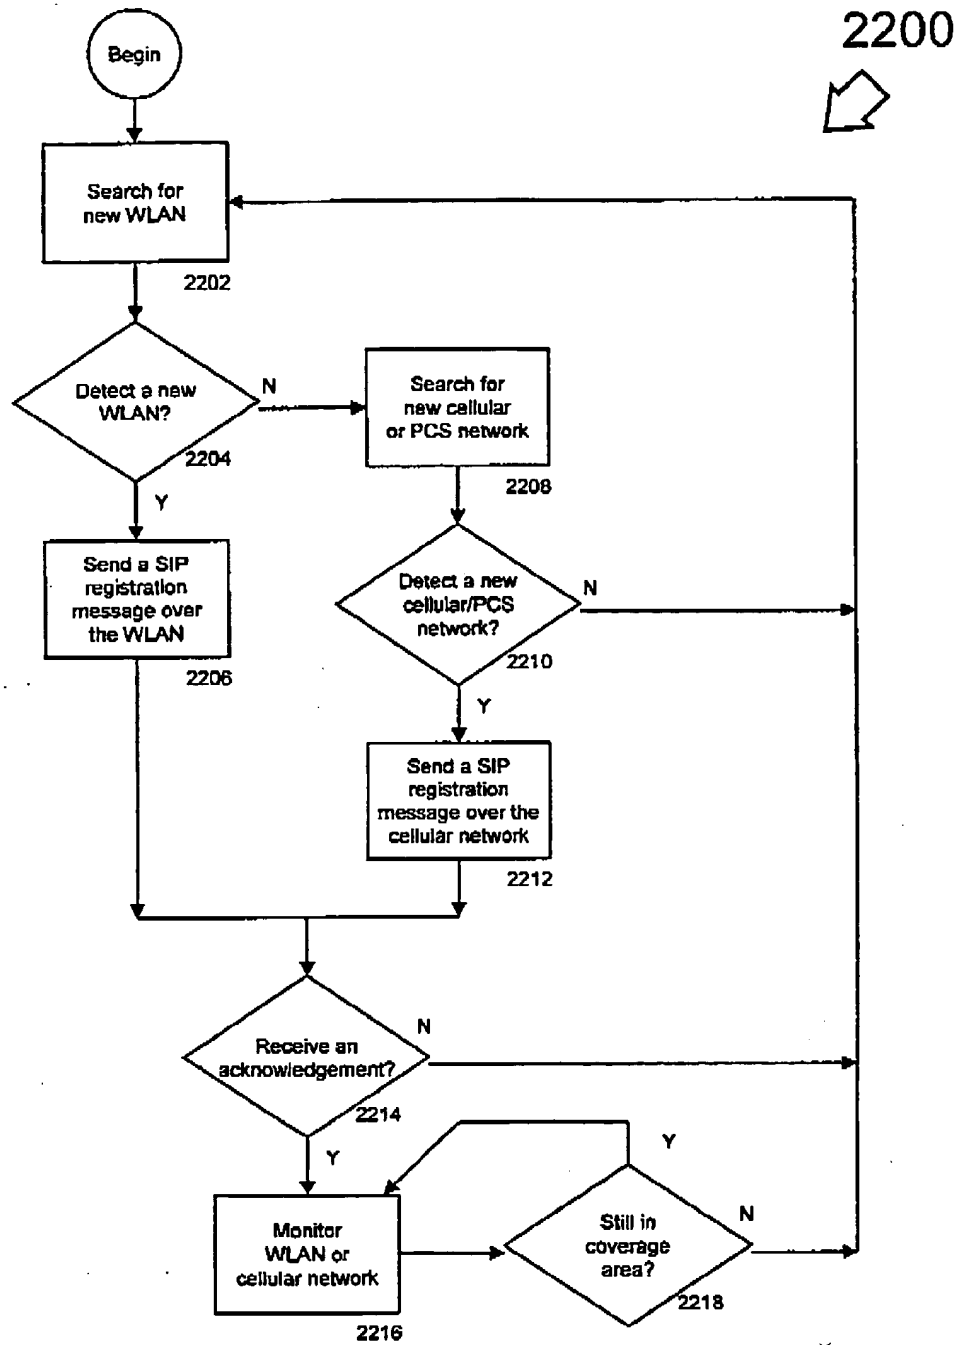 2200
Begin
Search for
new WLAN
2202
Detect a new
WLAN?
2204
N
Y
Search for
new cellular
or PCS network
2208
Send a SIP
registration
message over
the WLAN
2206
Detect a new
cellular/PCS
network?
2210
N
Y
Send a SIP
registration
message over the
cellular network
2212
Receive an
acknowledgement?
2214
N
Y
Monitor
WLAN or
cellular network
2216
Still in
coverage
area?
2218
Y
N